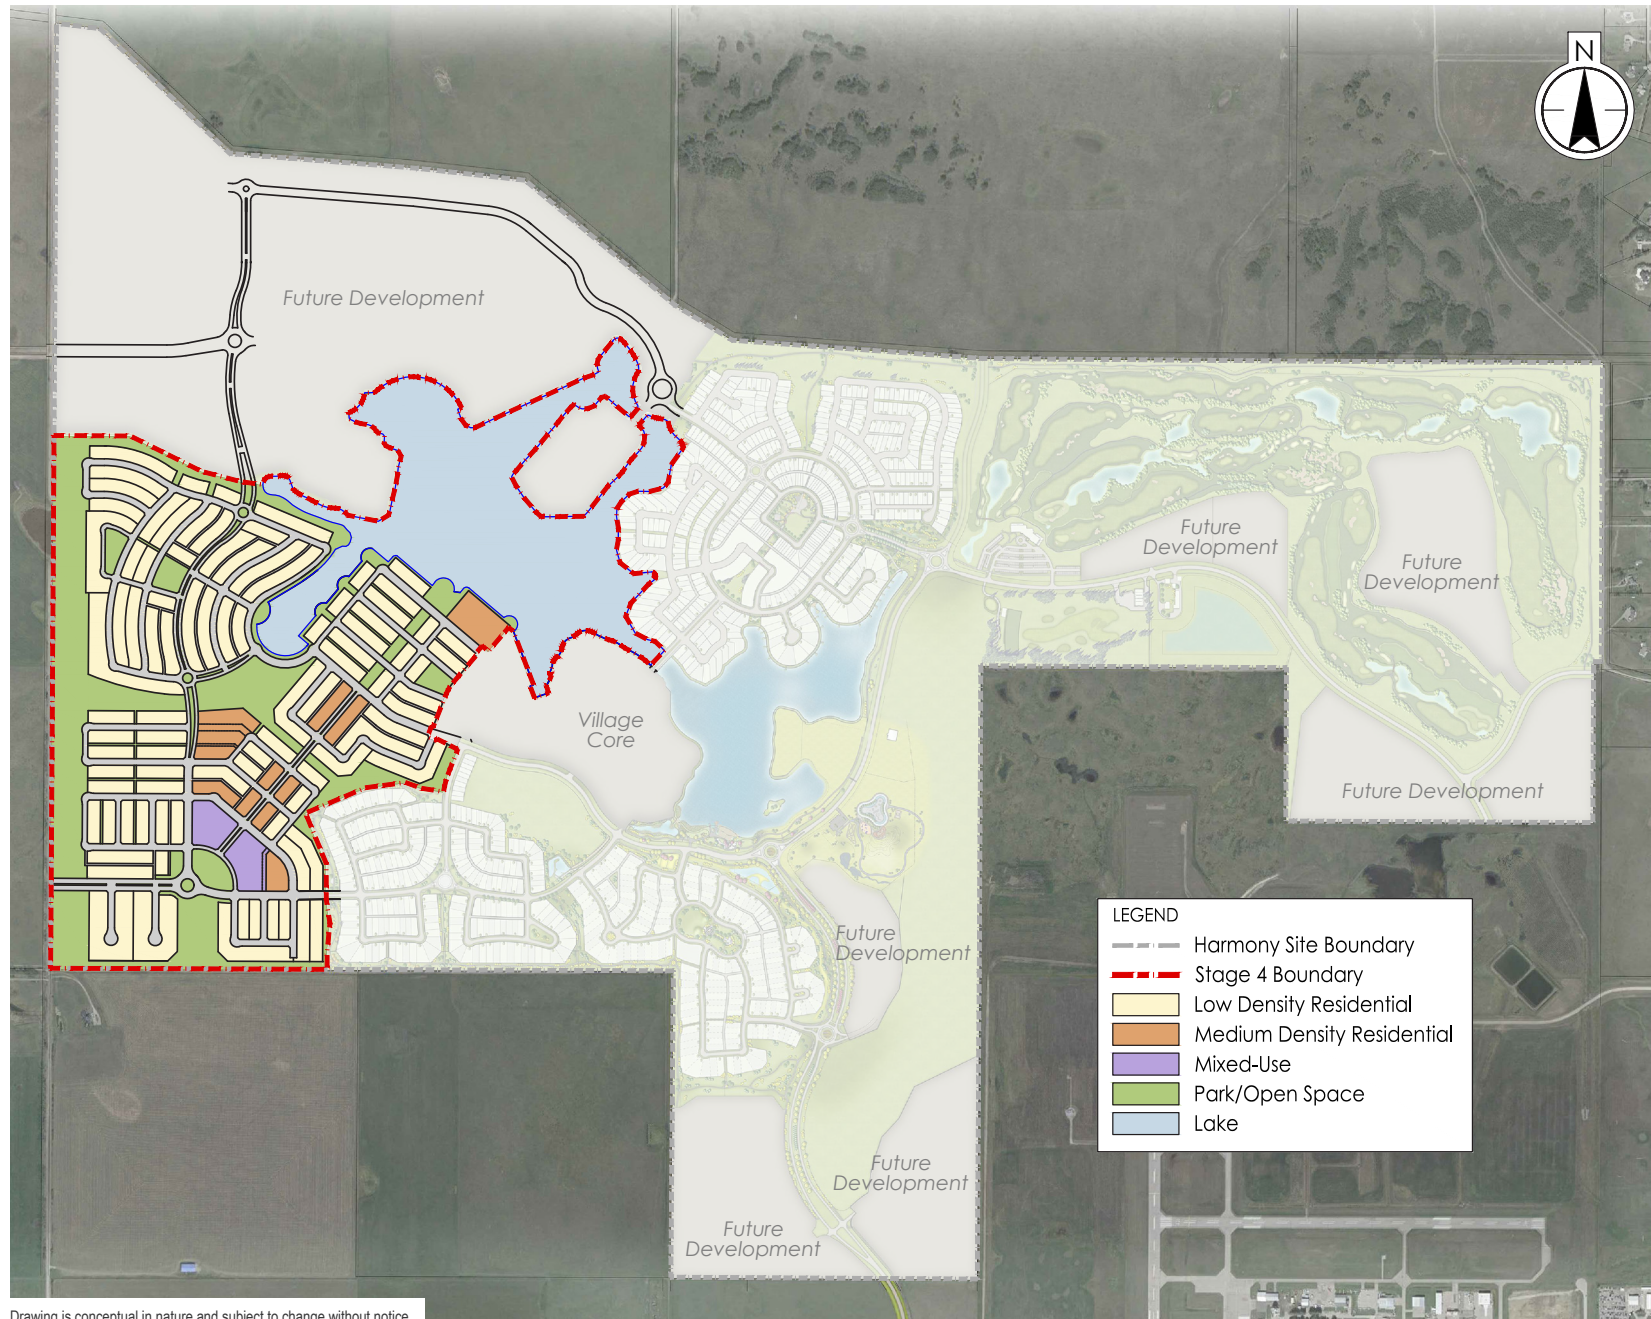 N
Future Development
Future
Development
Future
Development
Village
Core
Future Development
LEGEND
Harmony Site Boundary
Stage 4 Boundary
Low Density Residential
Medium Density Residential
Mixed-Use
Park/Open Space
Lake
Future
Development
Future
Development
Future
Development
Drawing is conceptual in nature and subject to change without notice